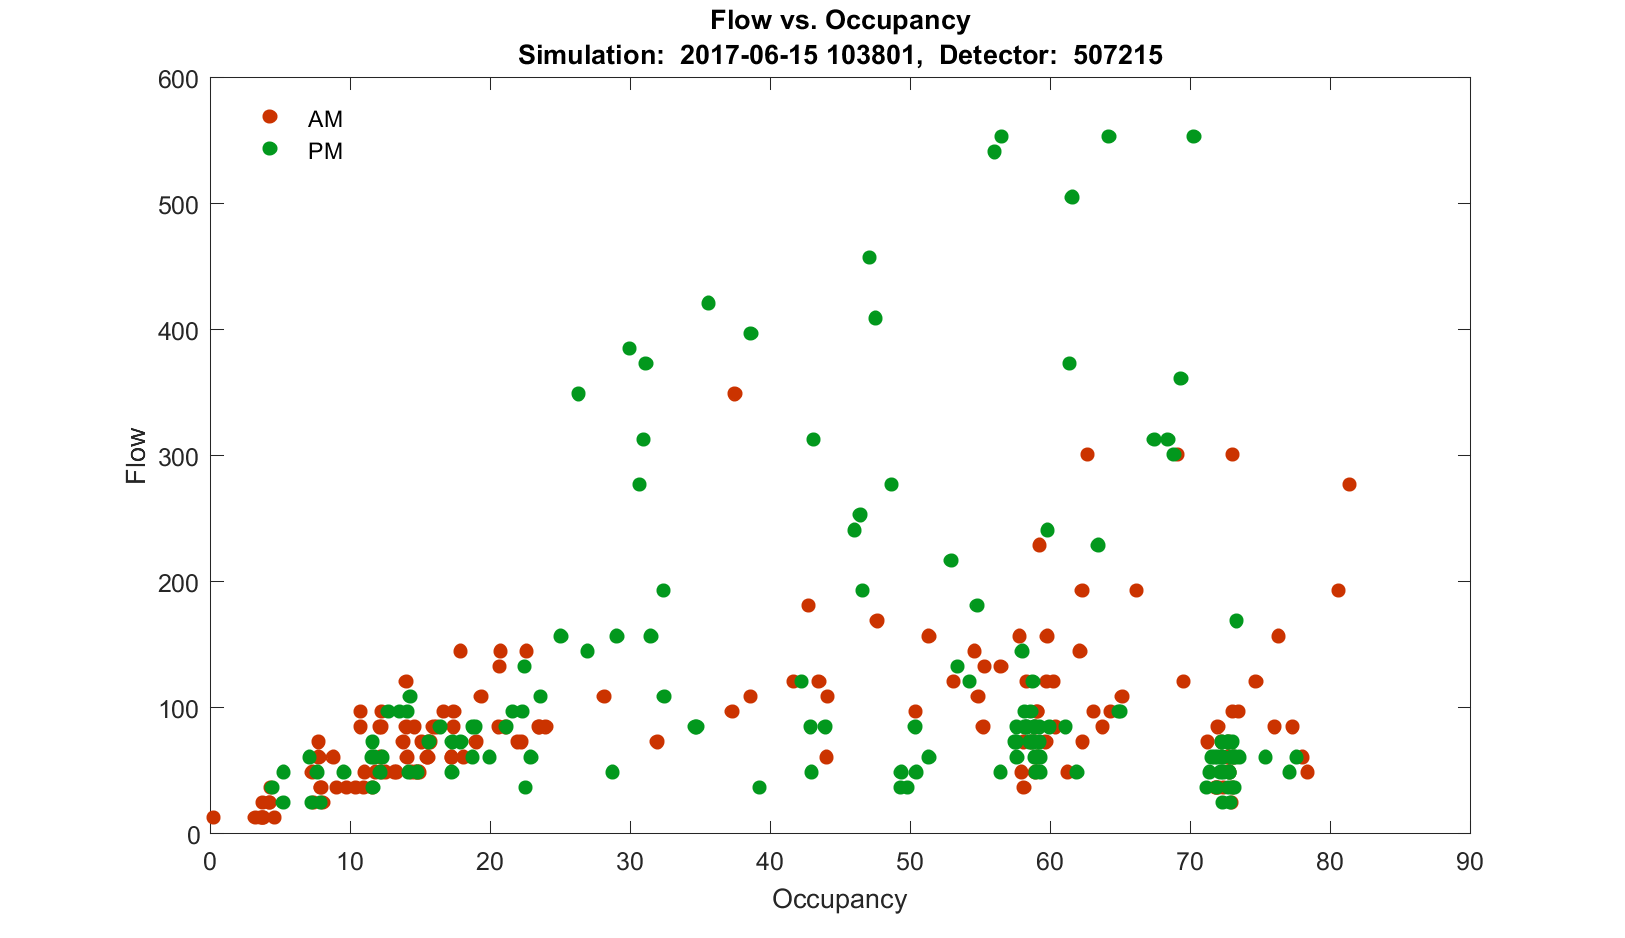 Flow vs. Occupancy
Simulation:  2017-06-15 103801,  Detector:  507215
600
500
400
300
200
100
0
Flow
AM
PM
0 10 20 30 40 50 60 70 80 90
Occupancy